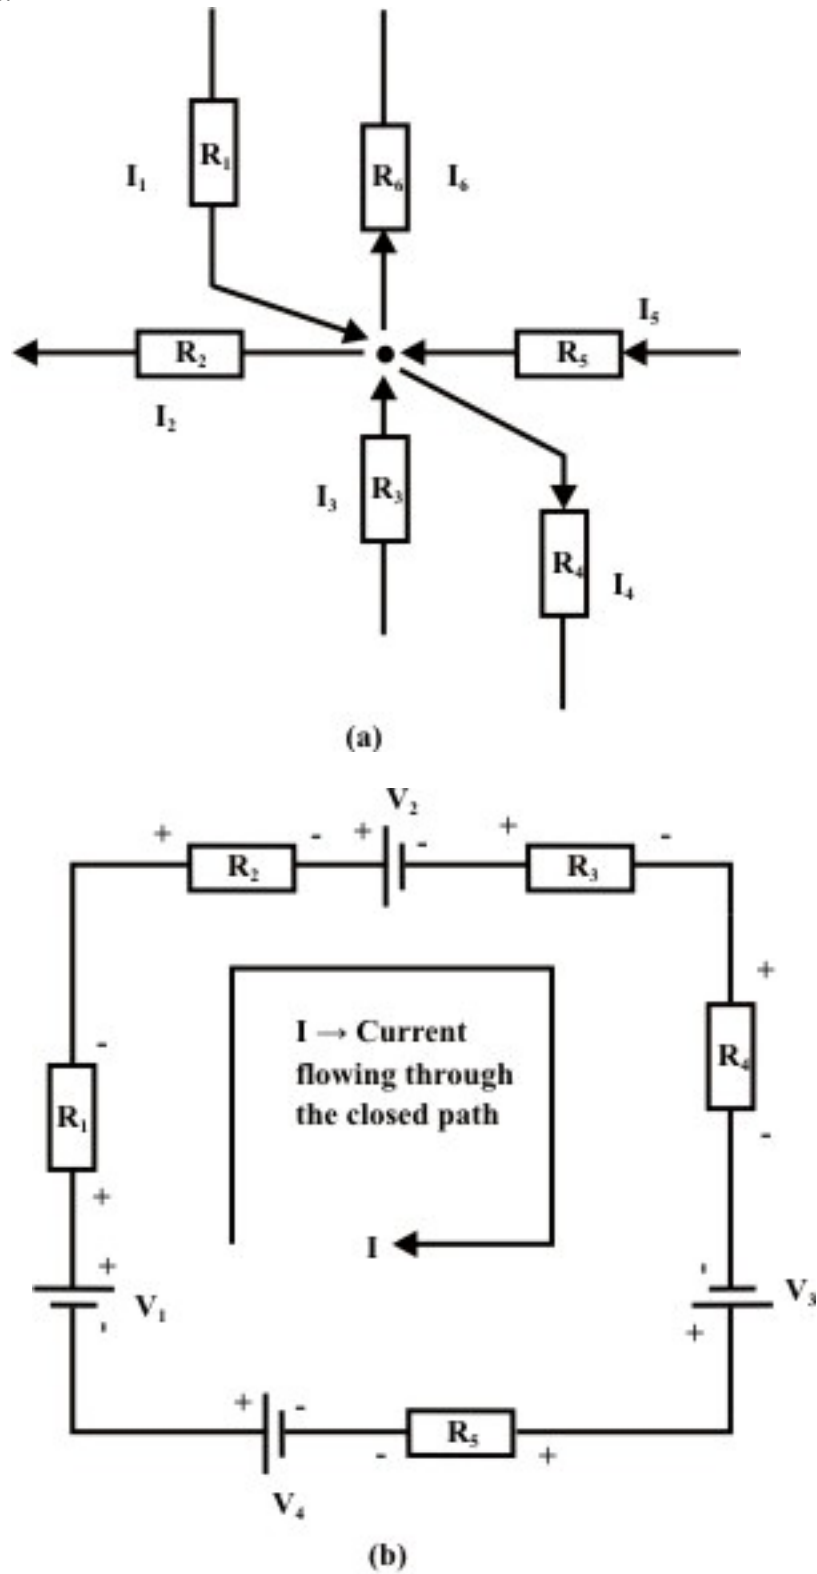 R₁
R₆
I₁
I₆
I₅
R₂
R₅
I₂
R₃
I₃
R₄
I₄
(a)
V₂
+ - + - + -
R₂
R₃
+
I → Current
flowing through
the closed path
-
R₄
R₁
-
+
I
+
-
V₁
V₃
-
+
+ -
R₅
- +
V₄
(b)